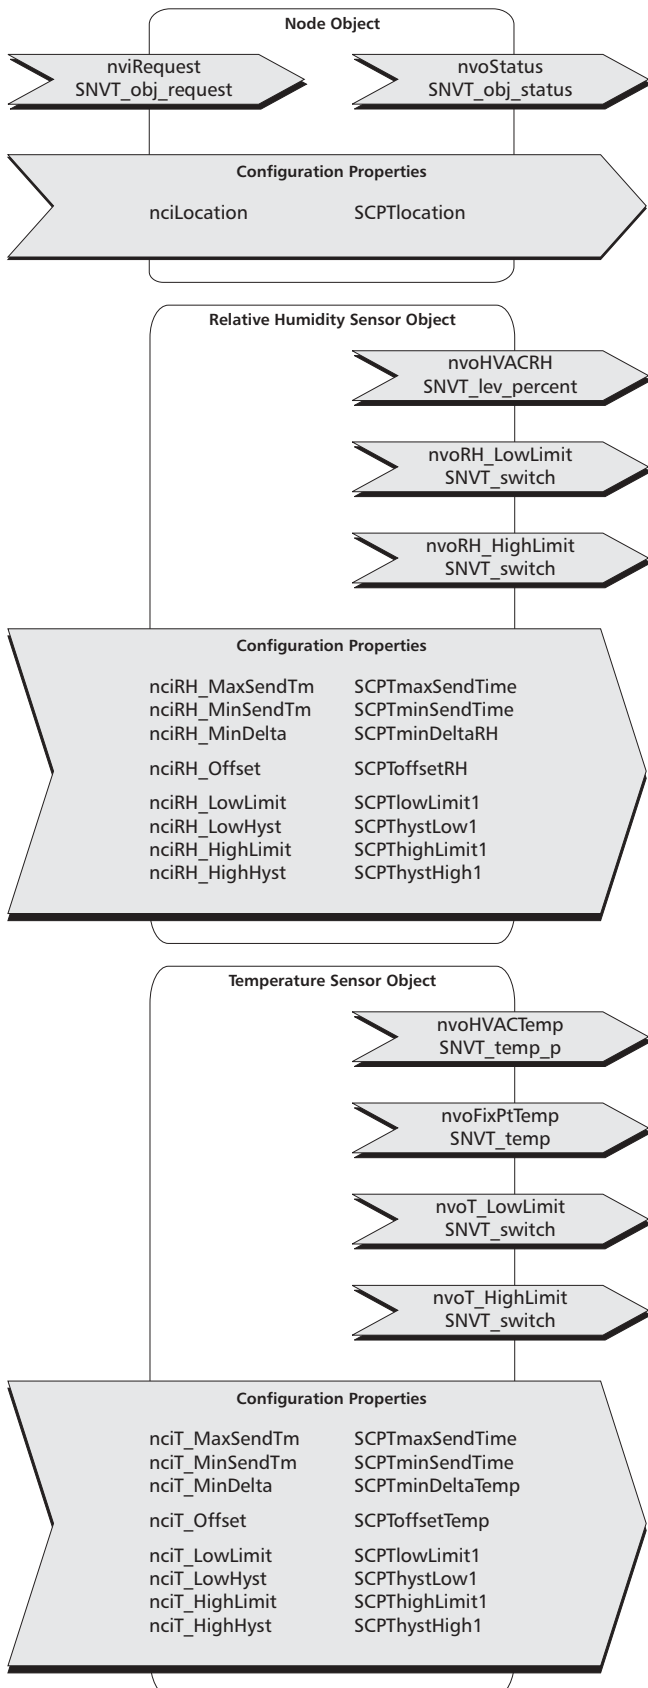 Node Object
nviRequest
SNVT_obj_request
nvoStatus
SNVT_obj_status
Configuration Properties
nciLocation SCPTlocation
Relative Humidity Sensor Object
nvoHVACRH
SNVT_lev_percent
nvoRH_LowLimit
SNVT_switch
nvoRH_HighLimit
SNVT_switch
Configuration Properties
nciRH_MaxSendTm SCPTmaxSendTime
nciRH_MinSendTm SCPTminSendTime
nciRH_MinDelta SCPTminDeltaRH
nciRH_Offset SCPToffsetRH
nciRH_LowLimit SCPTlowLimit1
nciRH_LowHyst SCPThystLow1
nciRH_HighLimit SCPThighLimit1
nciRH_HighHyst SCPThystHigh1
Temperature Sensor Object
nvoHVACTemp
SNVT_temp_p
nvoFixPtTemp
SNVT_temp
nvoT_LowLimit
SNVT_switch
nvoT_HighLimit
SNVT_switch
Configuration Properties
nciT_MaxSendTm SCPTmaxSendTime
nciT_MinSendTm SCPTminSendTime
nciT_MinDelta SCPTminDeltaTemp
nciT_Offset SCPToffsetTemp
nciT_LowLimit SCPTlowLimit1
nciT_LowHyst SCPThystLow1
nciT_HighLimit SCPThighLimit1
nciT_HighHyst SCPThystHigh1